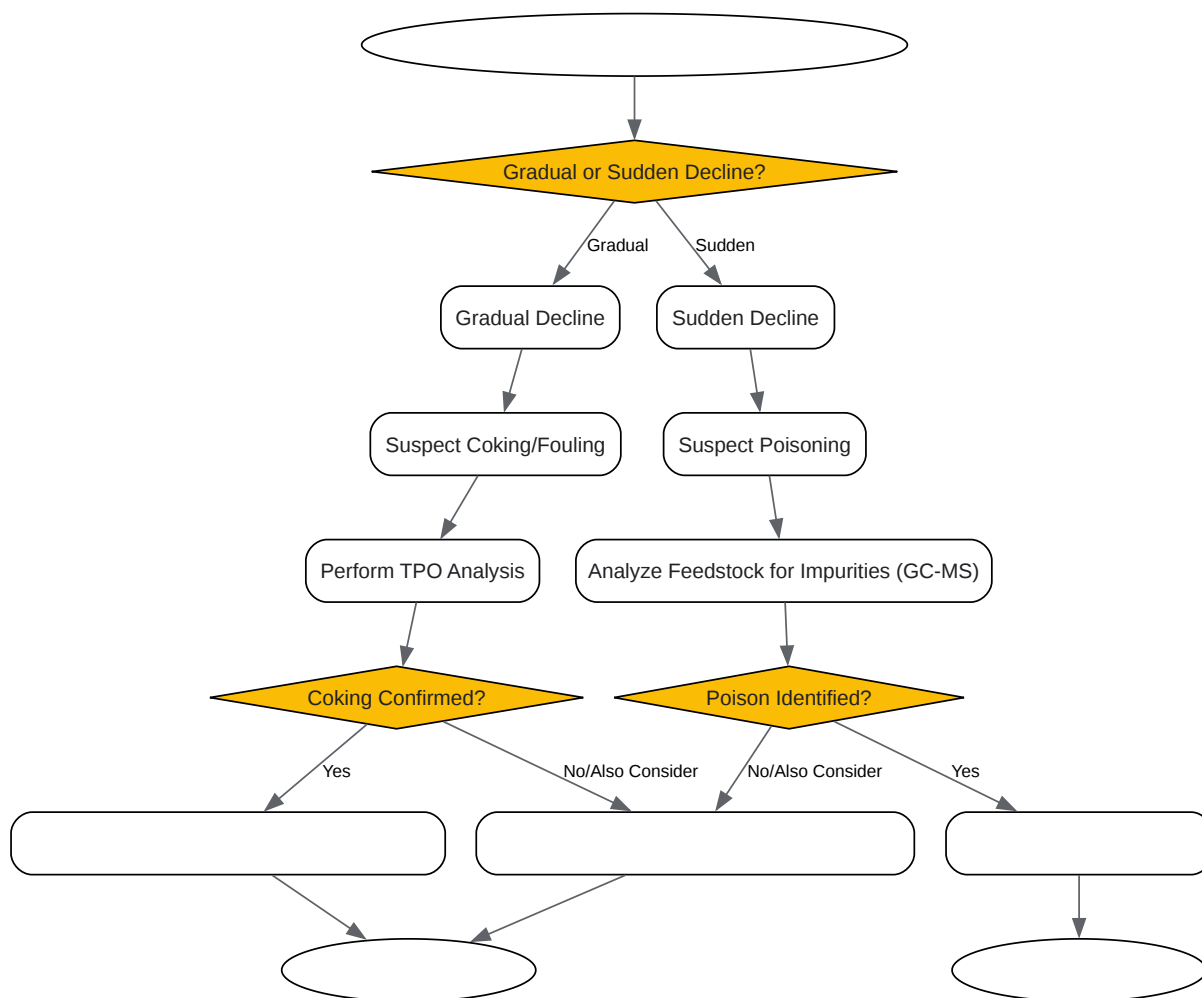 Gradual or Sudden Decline?
Gradual
Sudden
Gradual Decline
Sudden Decline
Suspect Coking/Fouling
Suspect Poisoning
Perform TPO Analysis
Analyze Feedstock for Impurities (GC-MS)
Coking Confirmed?
Poison Identified?
Yes
No/Also Consider
No/Also Consider
Yes